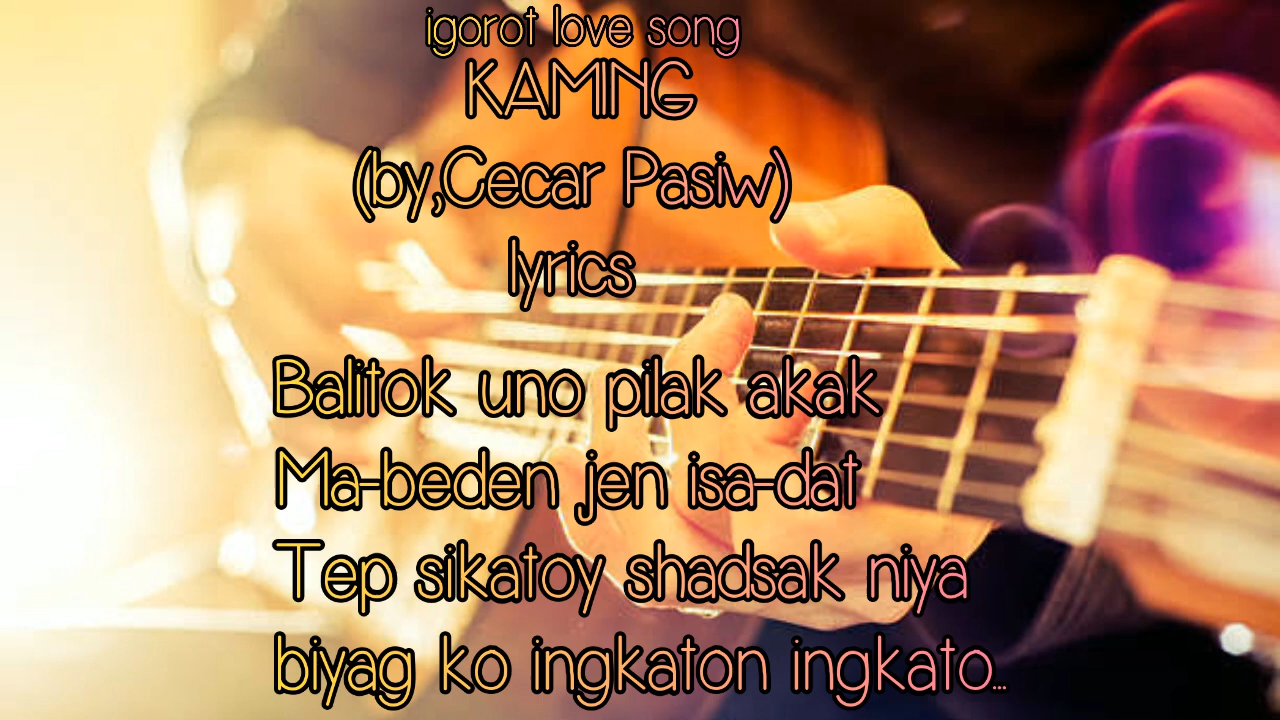 igorot love song
KAMING
(by,Cecar Pasiw)
lyrics
Balitok uno pilak akak
Ma-beden jen isa-dat
Tep sikatoy shadsak niya
biyag ko ingkaton ingkato...